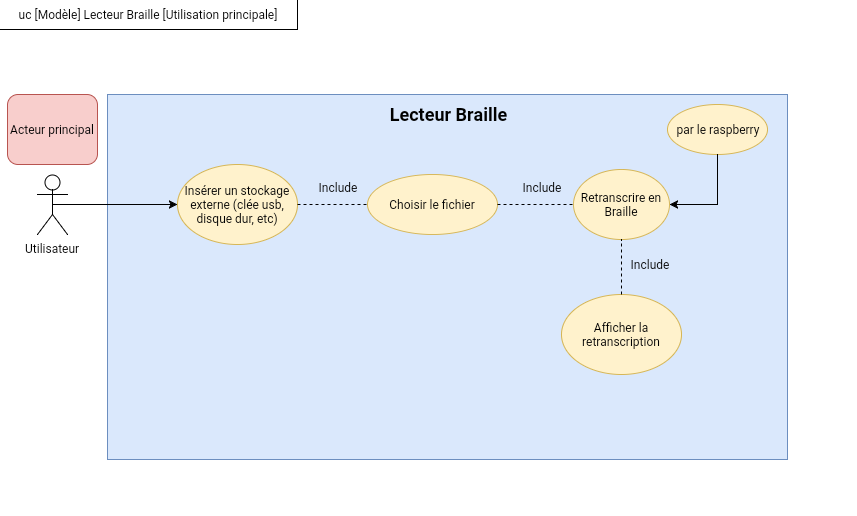 uc [Modèle] Lecteur Braille [Utilisation principale]
Lecteur Braille
Acteur principal
par le raspberry
Utilisateur
Insérer un stockage
externe (clée usb,
disque dur, etc)
Include
Choisir le fichier
Include
Retranscrire en
Braille
Include
Afficher la
retranscription